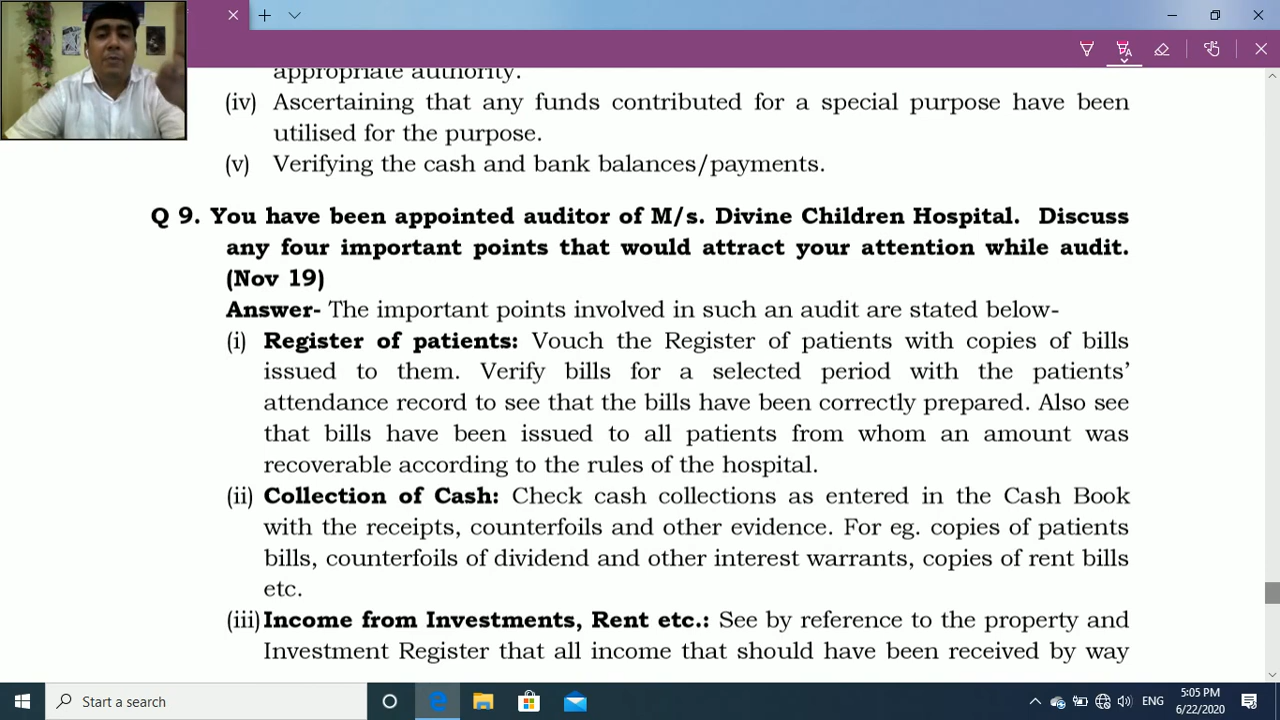 appropriate authority.
(iv) Ascertaining that any funds contributed for a special purpose have been
utilised for the purpose.
(v) Verifying the cash and bank balances/payments.
Q 9. You have been appointed auditor of M/s. Divine Children Hospital. Discuss
any four important points that would attract your attention while audit.
(Nov 19)
Answer- The important points involved in such an audit are stated below-
(i) Register of patients: Vouch the Register of patients with copies of bills
issued to them. Verify bills for a selected period with the patients’
attendance record to see that the bills have been correctly prepared. Also see
that bills have been issued to all patients from whom an amount was
recoverable according to the rules of the hospital.
(ii) Collection of Cash: Check cash collections as entered in the Cash Book
with the receipts, counterfoils and other evidence. For eg. copies of patients
bills, counterfoils of dividend and other interest warrants, copies of rent bills
etc.
(iii) Income from Investments, Rent etc.: See by reference to the property and
Investment Register that all income that should have been received by way
Start a search
ENG
5:05 PM
6/22/2020